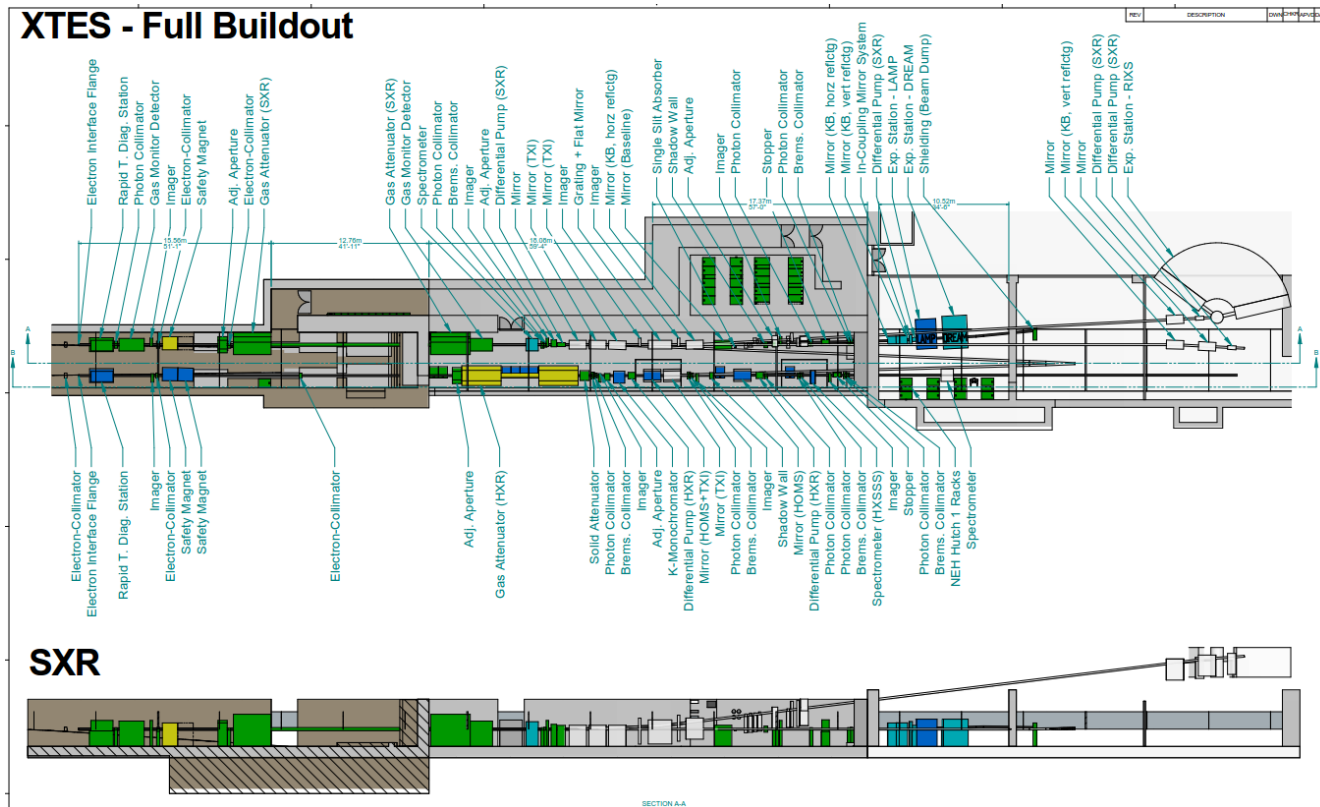 XTES - Full Buildout
REV
DESCRIPTION
Electron Interface Flange
Rapid T. Diag. Station
Photon Collimator
Gas Monitor Detector
Imager
Electron-Collimator
Safety Magnet
Adj. Aperture
Electron-Collimator
Gas Attenuator (SXR)
Gas Attenuator (SXR)
Gas Monitor Detector
Spectrometer
Photon Collimator
Brems. Collimator
Imager
Adj. Aperture
Differential Pump (SXR)
Mirror
Mirror (TXI)
Mirror (TXI)
Imager
Grating + Flat Mirror
Imager
Mirror (KB, horz reflctg)
Mirror (Baseline)
Single Silt Absorber
Shadow Wall
Adj. Aperture
Imager
Photon Collimator
Stopper
Photon Collimator
Brems. collimator
Mirror (KB, horz reflctg)
Mirror (KB, vert reflctg)
In-Coupling Mirror System
Differential Pump (SXR)
Exp. Station - LAMP
Exp. Station - DREAM
Shielding (Beam Dump)
Mirror
Mirror (KB, vert reflctg)
Mirror
Differential Pump (SXR)
Differential Pump (SXR)
Exp. Station - RIXS
15.56m
51'-1"
12.76m
41'-11"
18.08m
59'-4"
17.37m
57'-0"
10.52m
34'-6"
A
B
LAMP
DREAM
A
B
Electron-Collimator
Electron Interface Flange
Rapid T. Diag. Station
Imager
Electron-Collimator
Safety Magnet
Safety Magnet
Electron-Collimator
Adj. Aperture
Gas Attenuator (HXR)
Solid Attenuator
Photon Collimator
Brems. Collimator
Imager
Adj. Aperture
K-Monochromator
Differential Pump (HXR)
Mirror (HOMS+TXI)
Mirror (TXI)
Photon Collimator
Brems. Collimator
Imager
Shadow Wall
Mirror (HOMS)
Differential Pump (HXR)
Photon Collimator
Photon Collimator
Brems. Collimator
Spectrometer (HXSSS)
Imager
Stopper
Photon Collimator
Brems. Collimator
NEH Hutch 1 Racks
Spectrometer
SXR
SECTION A-A